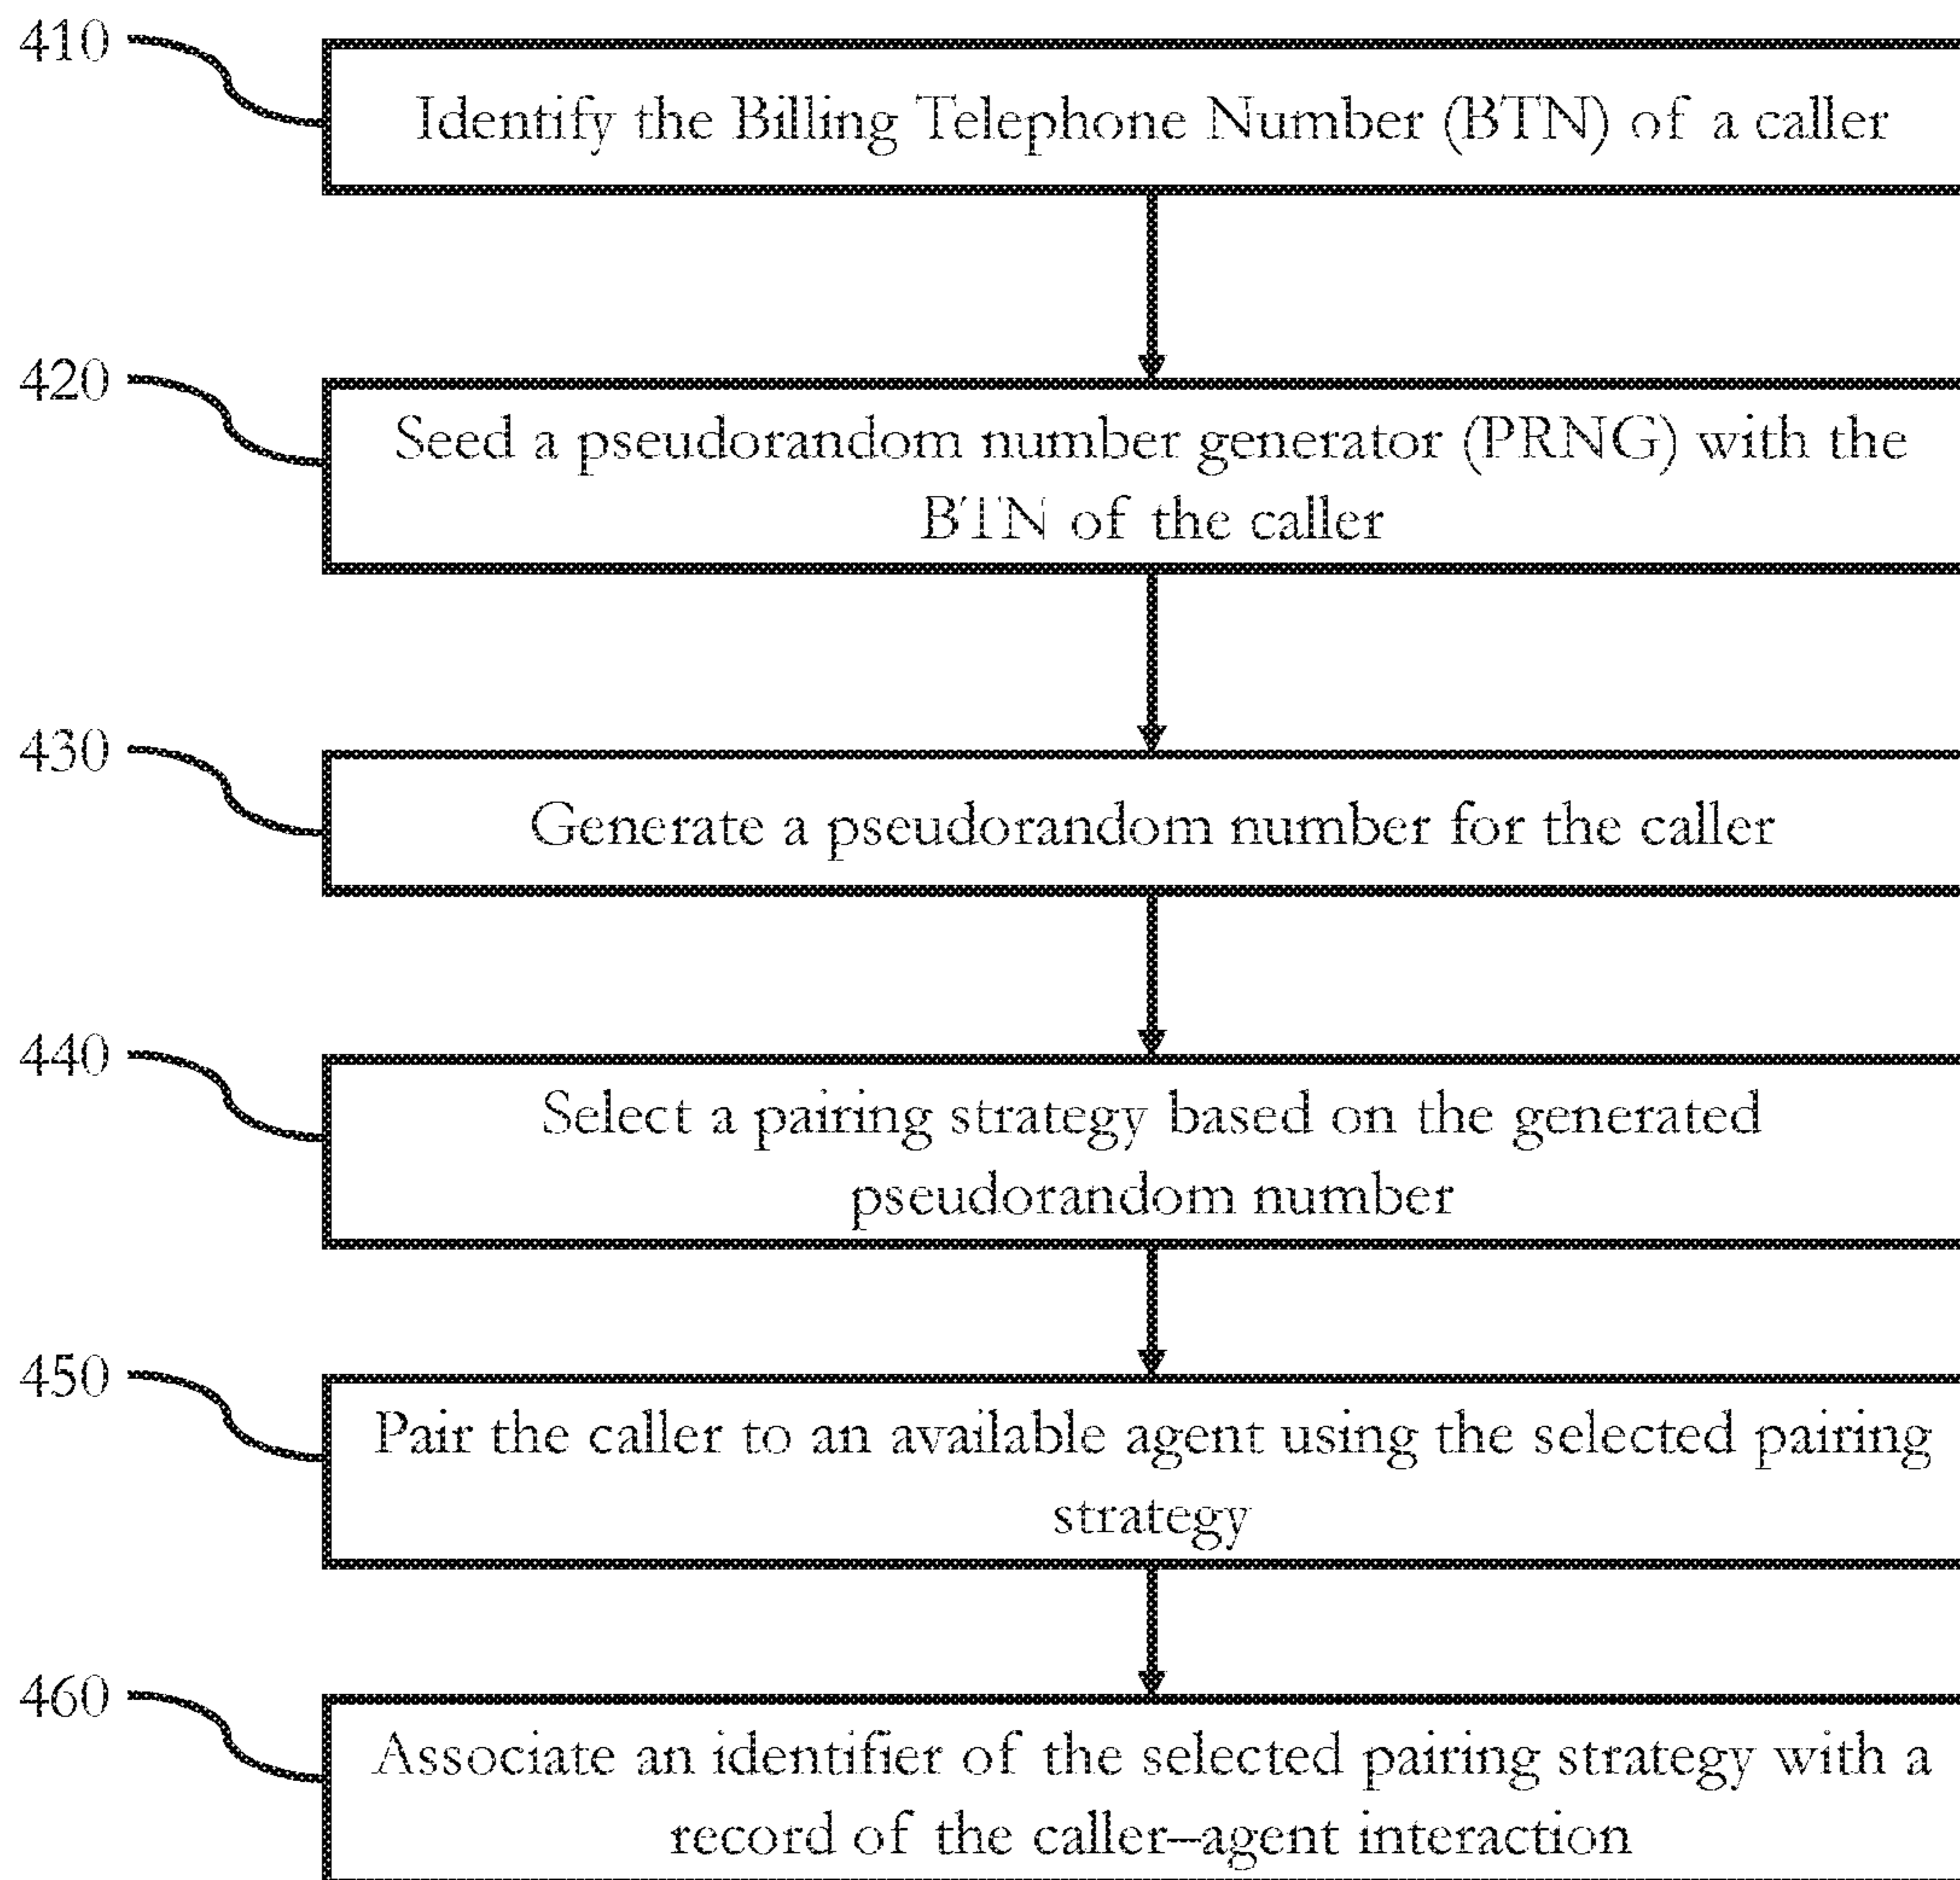 410
Identify the Billing Telephone Number (BTN) of a caller
420
Seed a pseudorandom number generator (PRNG) with the
BTN of the caller
430
Generate a pseudorandom number for the caller
440
Select a pairing strategy based on the generated
pseudorandom number
450
Pair the caller to an available agent using the selected pairing
strategy
460
Associate an identifier of the selected pairing strategy with a
record of the caller–agent interaction